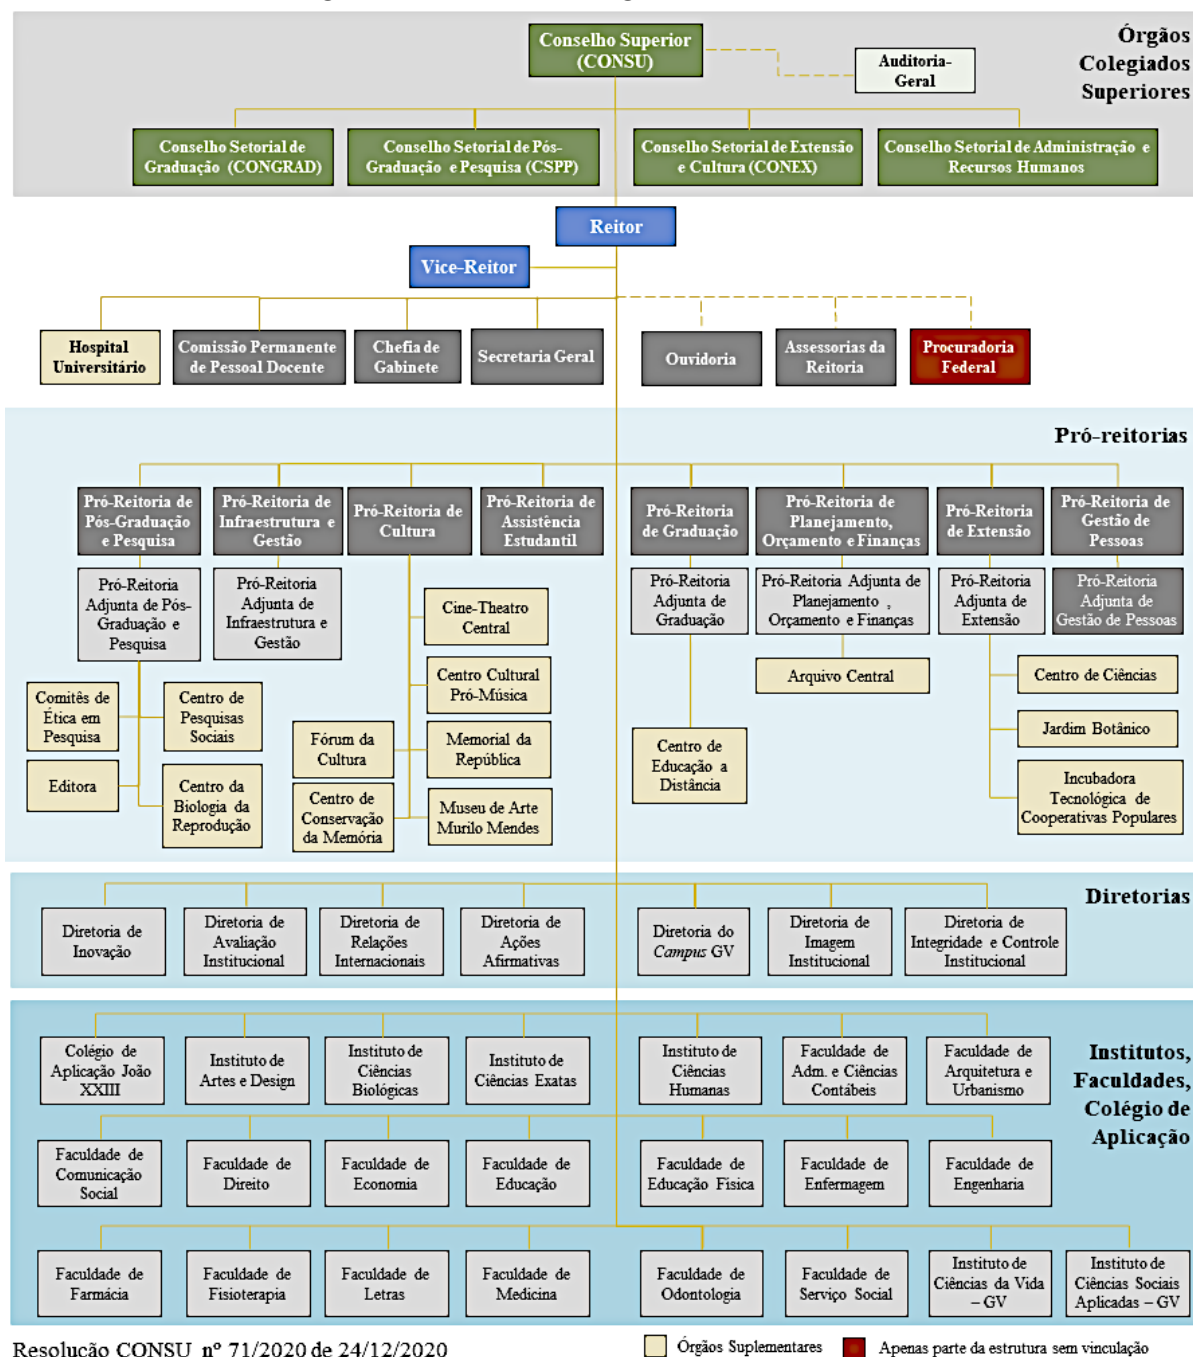 Conselho Superior
(CONSU)
Auditoria-
Geral
Órgãos
Colegiados
Superiores
Conselho Setorial de
Graduação (CONGRAD)
Conselho Setorial de Pós-
Graduação e Pesquisa (CSPP)
Conselho Setorial de Extensão
e Cultura (CONEX)
Conselho Setorial de Administração e
Recursos Humanos
Reitor
Vice-Reitor
Hospital
Universitário
Comissão Permanente
de Pessoal Docente
Chefia de
Gabinete
Secretaria Geral
Ouvidoria
Assessorias da
Reitoria
Procuradoria
Federal
Pró-reitorias
Pró-Reitoria de
Pós-Graduação
e Pesquisa
Pró-Reitoria de
Infraestrutura e
Gestão
Pró-Reitoria de
Cultura
Pró-Reitoria de
Assistência
Estudantil
Pró-Reitoria
de Graduação
Pró-Reitoria de
Planejamento,
Orçamento e Finanças
Pró-Reitoria
de Extensão
Pró-Reitoria de
Gestão de
Pessoas
Pró-Reitoria
Adjunta de Pós-
Graduação e
Pesquisa
Pró-Reitoria
Adjunta de
Infraestrutura e
Gestão
Pró-Reitoria
Adjunta de
Graduação
Pró-Reitoria Adjunta de
Planejamento ,
Orçamento e Finanças
Pró-Reitoria
Adjunta de
Extensão
Pró-Reitoria
Adjunta de
Gestão de Pessoas
Cine-Theatro
Central
Centro Cultural
Pró-Música
Arquivo Central
Centro de Ciências
Comitês de
Ética em
Pesquisa
Centro de
Pesquisas
Sociais
Fórum da
Cultura
Memorial da
República
Centro de
Educação a
Distância
Jardim Botânico
Editora
Centro da
Biologia da
Reprodução
Centro de
Conservação
da Memória
Museu de Arte
Murilo Mendes
Incubadora
Tecnológica de
Cooperativas Populares
Diretorias
Diretoria de
Inovação
Diretoria de
Avaliação
Institucional
Diretoria de
Relações
Internacionais
Diretoria de
Ações
Afirmativas
Diretoria do
Campus GV
Diretoria de
Imagem
Institucional
Diretoria de
Integridade e Controle
Institucional
Institutos,
Faculdades,
Colégio de
Aplicação
Colégio de
Aplicação João
XXIII
Instituto de
Artes e Design
Instituto de
Ciências
Biológicas
Instituto de
Ciências Exatas
Instituto de
Ciências
Humanas
Faculdade de
Adm. e Ciências
Contábeis
Faculdade de
Arquitetura e
Urbanismo
Faculdade de
Comunicação
Social
Faculdade de
Direito
Faculdade de
Economia
Faculdade de
Educação
Faculdade de
Educação Física
Faculdade de
Enfermagem
Faculdade de
Engenharia
Faculdade de
Farmácia
Faculdade de
Fisioterapia
Faculdade de
Letras
Faculdade de
Medicina
Faculdade de
Odontologia
Faculdade de
Serviço Social
Instituto de
Ciências da Vida
– GV
Instituto de
Ciências Sociais
Aplicadas – GV
Resolução CONSU nº 71/2020 de 24/12/2020
Órgãos Suplementares
Apenas parte da estrutura sem vinculação